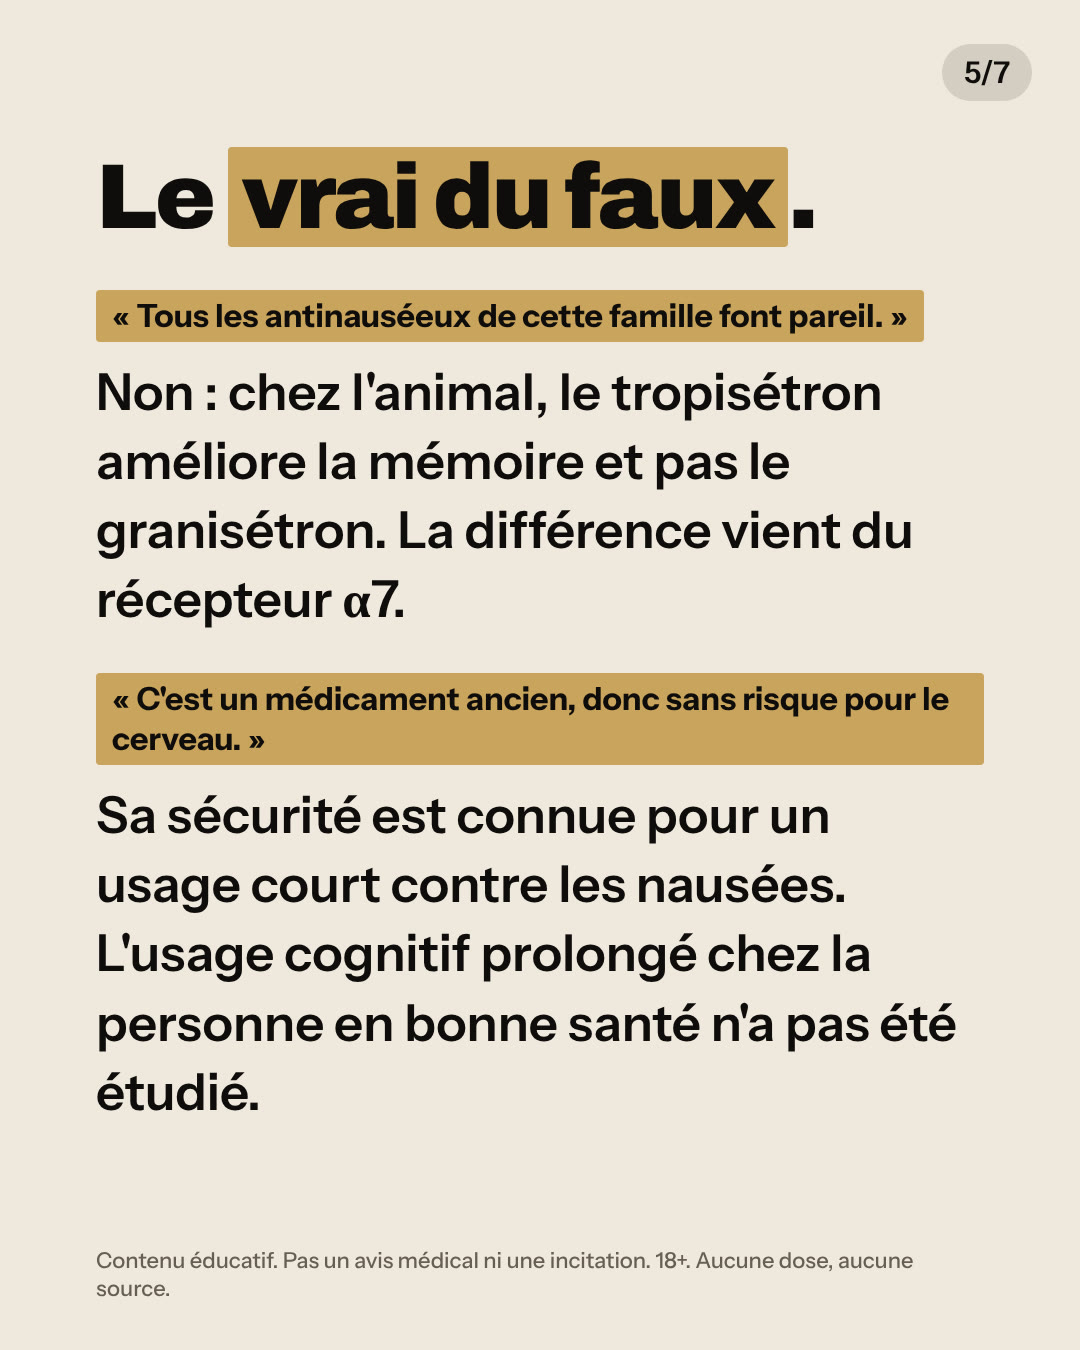 5/7
Le vrai du faux.
« Tous les antinauséeux de cette famille font pareil. »
Non : chez l'animal, le tropisétron
améliore la mémoire et pas le
granisétron. La différence vient du
récepteur α7.
« C'est un médicament ancien, donc sans risque pour le
cerveau. »
Sa sécurité est connue pour un
usage court contre les nausées.
L'usage cognitif prolongé chez la
personne en bonne santé n'a pas été
étudié.
Contenu éducatif. Pas un avis médical ni une incitation. 18+. Aucune dose, aucune
source.